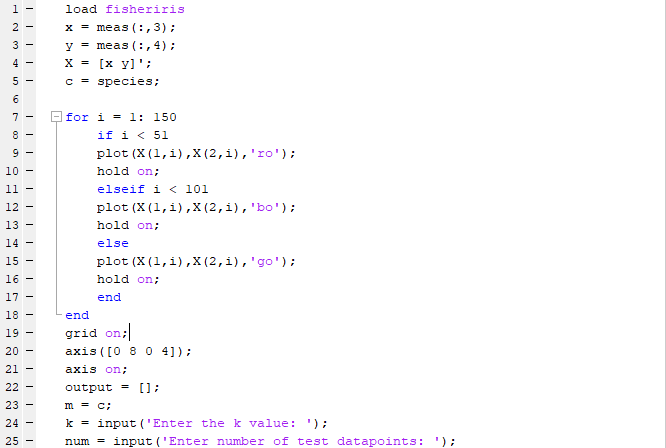 1 - load fisheriris
2 - x = meas(:,3);
3 - y = meas(:,4);
4 - X = [x y]';
5 - c = species;
6
7 - for i = 1: 150
8 - if i < 51
9 - plot(X(1,i),X(2,i),'ro');
10 - hold on;
11 - elseif i < 101
12 - plot(X(1,i),X(2,i),'bo');
13 - hold on;
14 - else
15 - plot(X(1,i),X(2,i),'go');
16 - hold on;
17 - end
18 - end
19 - grid on;
20 - axis([0 8 0 4]);
21 - axis on;
22 - output = [];
23 - m = c;
24 - k = input('Enter the k value: ');
25 - num = input('Enter number of test datapoints: ');